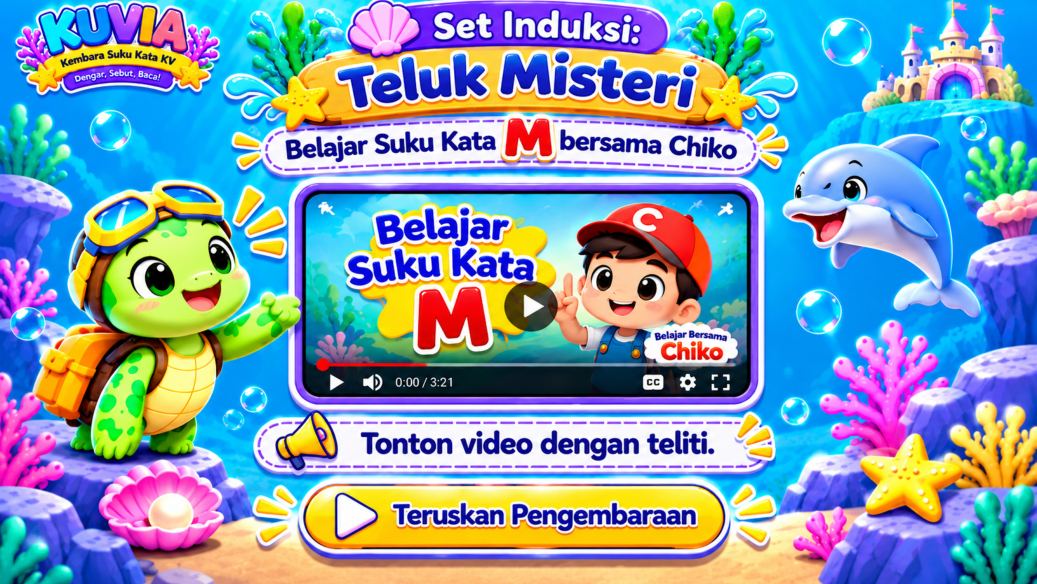 KUVIA
Kembara Suku Kata KV
Dengar, Sebut, Baca!
Set Induksi:
Teluk Misteri
Belajar Suku Kata M bersama Chiko
Belajar
Suku Kata
M
C
Belajar Bersama
Chiko
0:00 / 3:21
CC
Tonton video dengan teliti.
Teruskan Pengembaraan